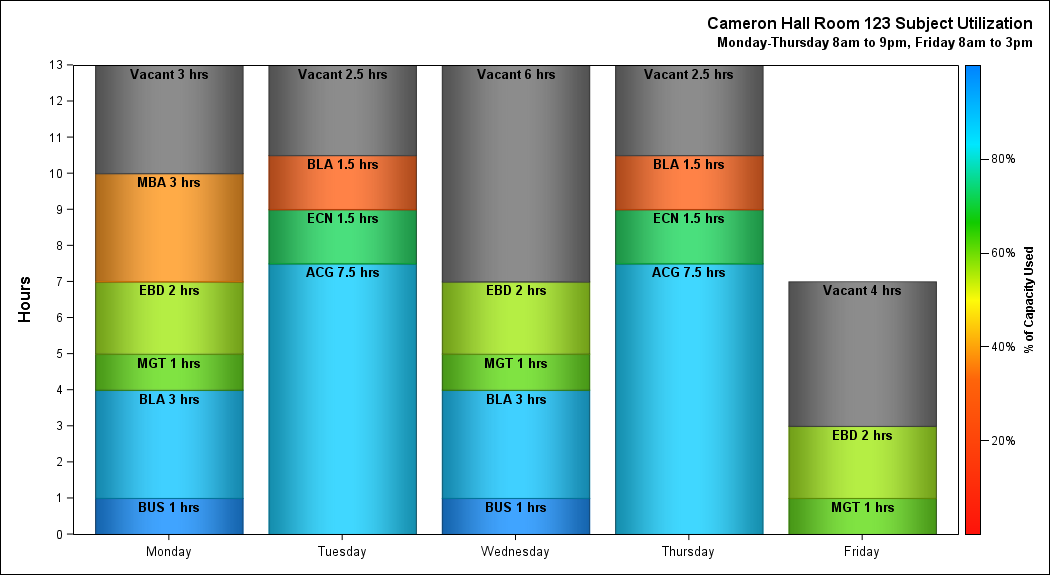 Cameron Hall Room 123 Subject Utilization
Monday-Thursday 8am to 9pm, Friday 8am to 3pm
Hours
13
12
11
10
9
8
7
6
5
4
3
2
1
0
Vacant 3 hrs
MBA 3 hrs
EBD 2 hrs
MGT 1 hrs
BLA 3 hrs
BUS 1 hrs
Vacant 2.5 hrs
BLA 1.5 hrs
ECN 1.5 hrs
ACG 7.5 hrs
Vacant 6 hrs
EBD 2 hrs
MGT 1 hrs
BLA 3 hrs
BUS 1 hrs
Vacant 2.5 hrs
BLA 1.5 hrs
ECN 1.5 hrs
ACG 7.5 hrs
Vacant 4 hrs
EBD 2 hrs
MGT 1 hrs
Monday
Tuesday
Wednesday
Thursday
Friday
80%
60%
40%
20%
% of Capacity Used